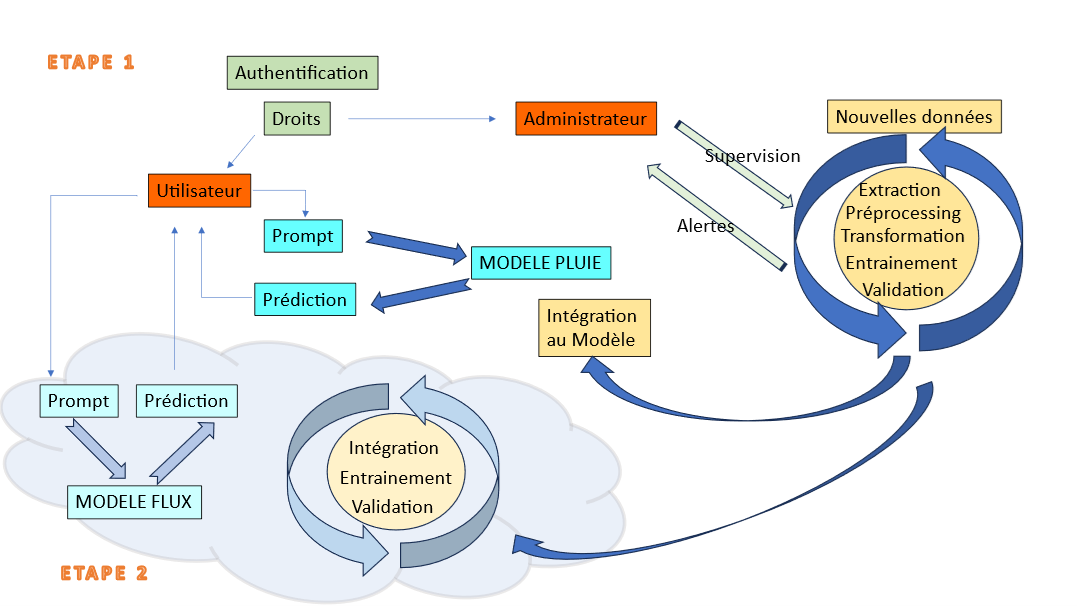 ETAPE 1
Authentification
Droits
Administrateur
Nouvelles données
Supervision
Alertes
Extraction
Préprocessing
Transformation
Entrainement
Validation
Utilisateur
Prompt
MODELE PLUIE
Prédiction
Intégration
au Modèle
Prompt
Prédiction
MODELE FLUX
Intégration
Entrainement
Validation
ETAPE 2